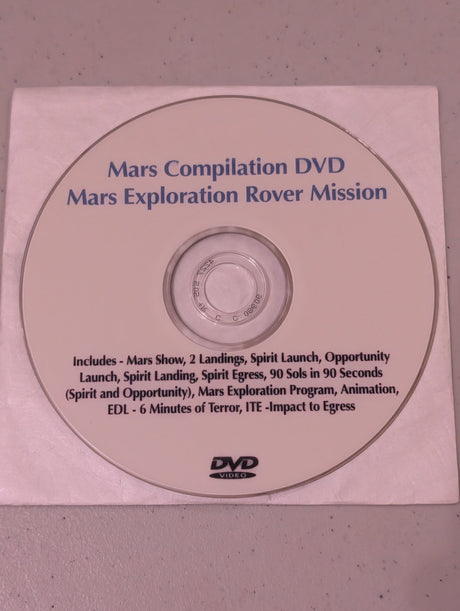 Mars Compilation DVD
Mars Exploration Rover Mission
Includes - Mars Show, 2 Landings, Spirit Launch, Opportunity
Launch, Spirit Landing, Spirit Egress, 90 Sols in 90 Seconds
(Spirit and Opportunity), Mars Exploration Program, Animation,
EDL - 6 Minutes of Terror, ITE -Impact to Egress
DVD
VIDEO